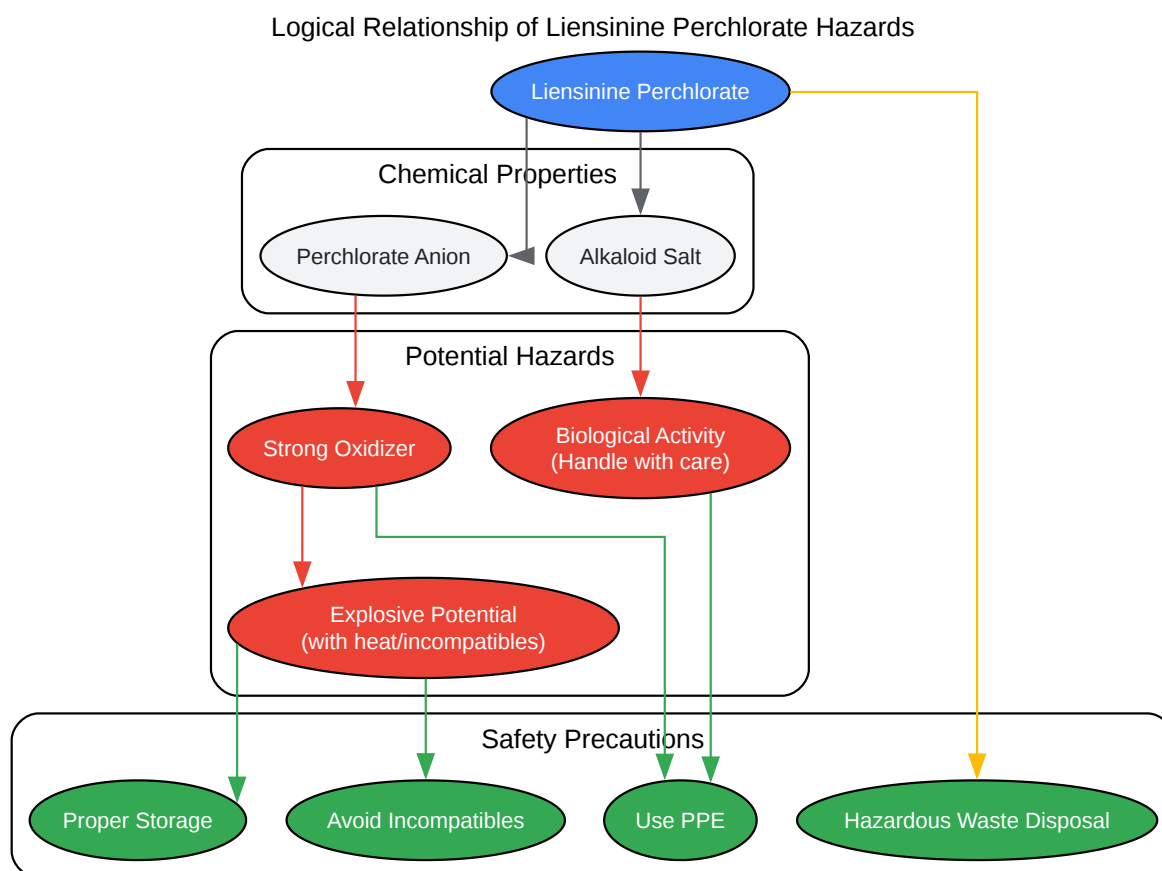 Logical Relationship of Liensinine Perchlorate Hazards
Liensinine Perchlorate
Chemical Properties
Perchlorate Anion
Alkaloid Salt
Potential Hazards
Strong Oxidizer
Biological Activity
(Handle with care)
Explosive Potential
(with heat/incompatibles)
Safety Precautions
Proper Storage
Avoid Incompatibles
Use PPE
Hazardous Waste Disposal